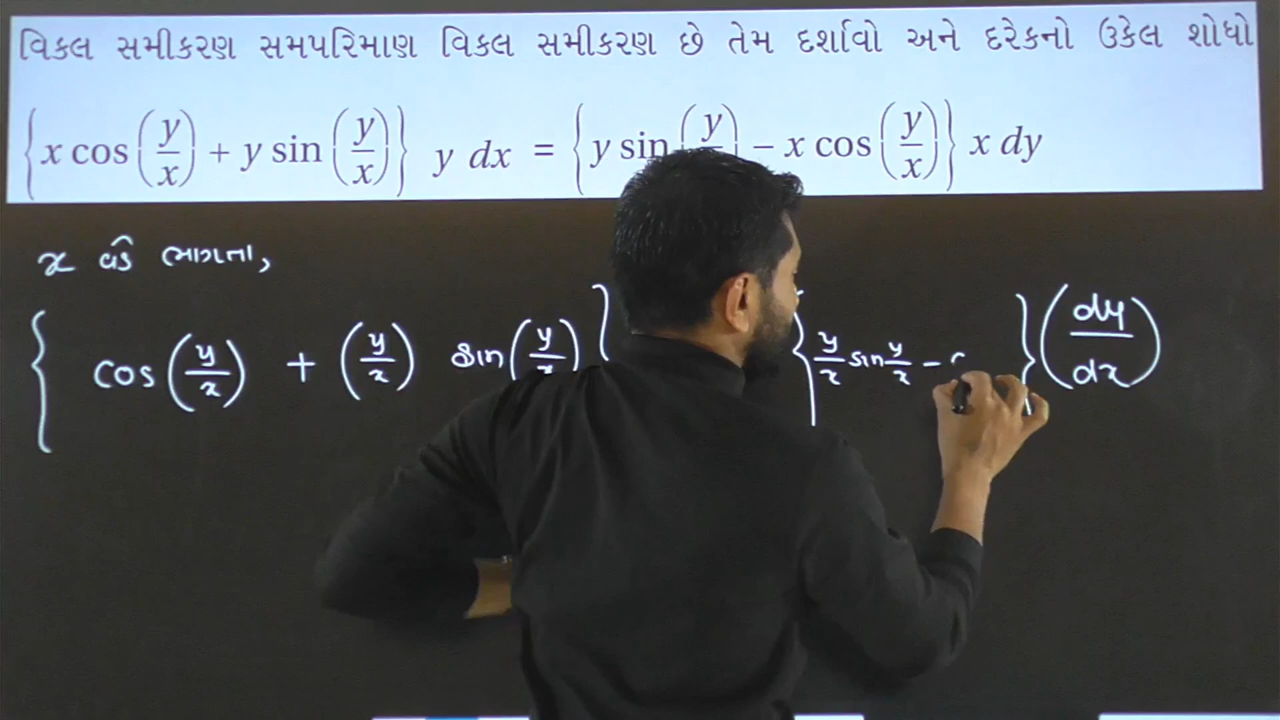 વિકલ સમીકરણ સમપરિમાણ વિકલ સમીકરણ છે તેમ દર્શાવો અને દરેકનો ઉકેલ શોધો
{x cos(y/x) + y sin(y/x)} y dx = {y sin(y/ − x cos(y/x)} x dy
x વડે ભાગતા,
{cos(y/x) + (y/x) sin(y/x)} {y/x sin y/x − } (dy/dx)